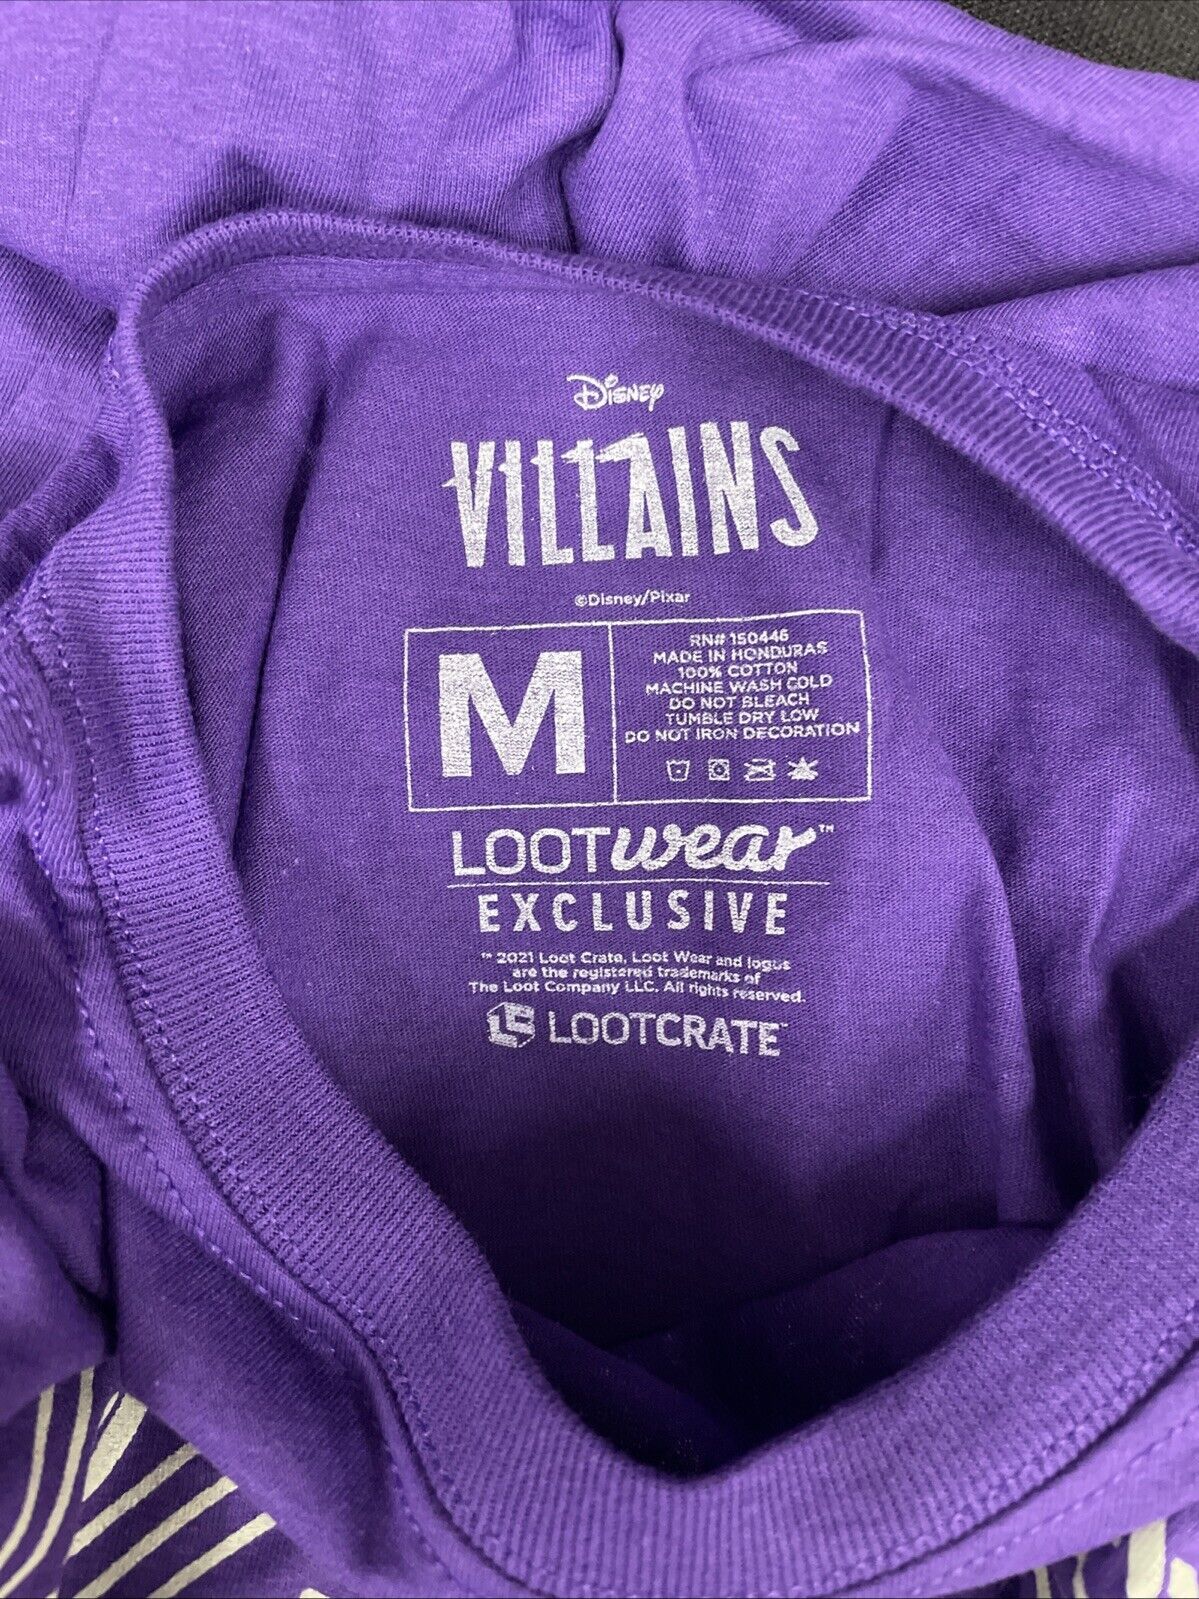 Disney
VILLAINS
©Disney/Pixar
M
RN# 150446
MADE IN HONDURAS
100% COTTON
MACHINE WASH COLD
DO NOT BLEACH
TUMBLE DRY LOW
DO NOT IRON DECORATION
LOOTwear™
EXCLUSIVE
™ 2021 Loot Crate, Loot Wear and logos
are the registered trademarks of
The Loot Company LLC. All rights reserved.
LC LOOTCRATE™